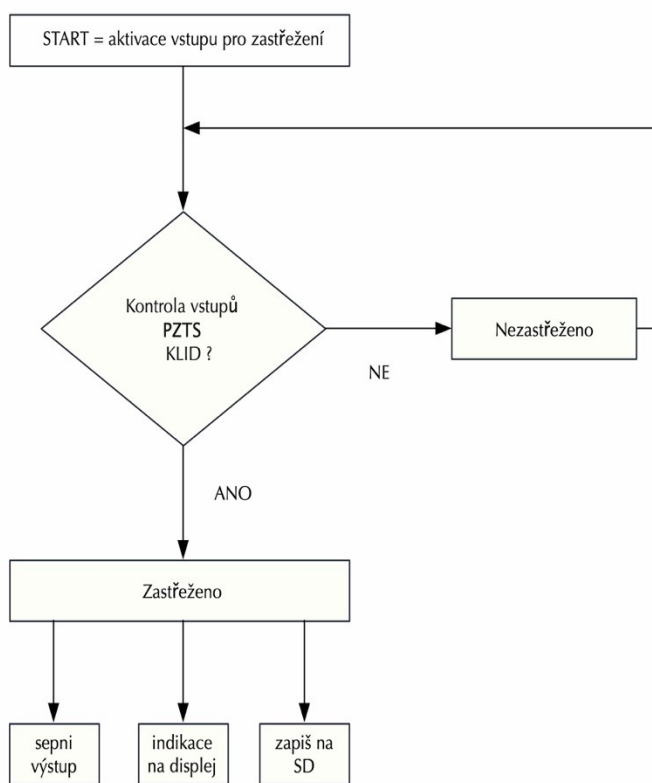 START = aktivace vstupu pro zastřežení
Kontrola vstupů
PZTS
KLID ?
Nezastřeženo
NE
ANO
Zastřeženo
sepni
výstup
indikace
na displej
zapiš na
SD